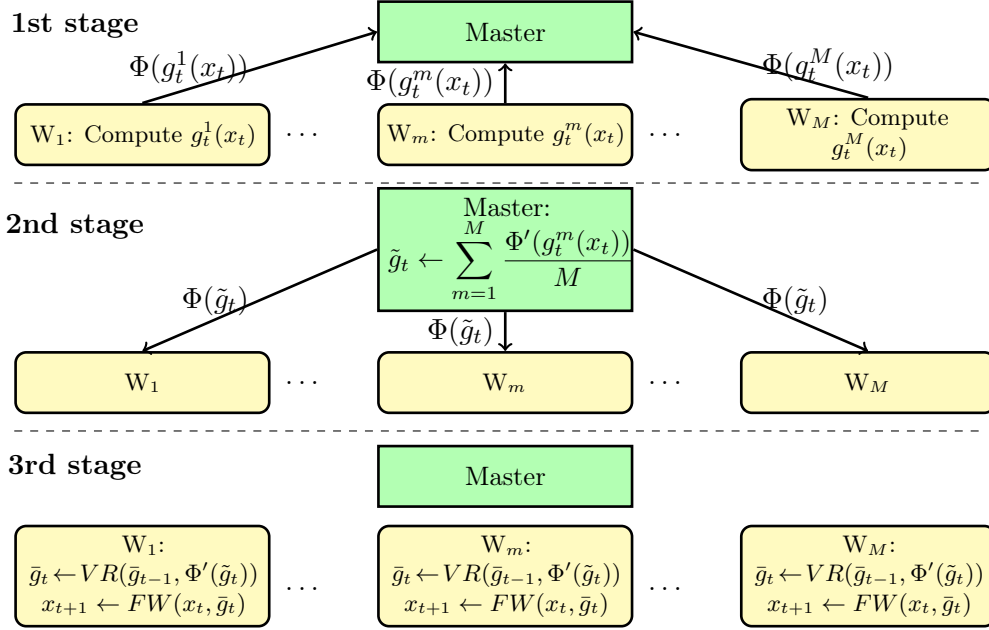 1st stage
Master
Φ(g_t^1(x_t))
Φ(g_t^m(x_t))
Φ(g_t^M(x_t))
W_1: Compute g_t^1(x_t)
...
W_m: Compute g_t^m(x_t)
...
W_M: Compute
g_t^M(x_t)
2nd stage
Master:
g̃_t ← ∑_{m=1}^{M} Φ′(g_t^m(x_t))/M
Φ(g̃_t)
Φ(g̃_t)
Φ(g̃_t)
W_1
...
W_m
...
W_M
3rd stage
Master
W_1:
ḡ_t ← VR(ḡ_{t−1}, Φ′(g̃_t))
x_{t+1} ← FW(x_t, ḡ_t)
...
W_m:
ḡ_t ← VR(ḡ_{t−1}, Φ′(g̃_t))
x_{t+1} ← FW(x_t, ḡ_t)
...
W_M:
ḡ_t ← VR(ḡ_{t−1}, Φ′(g̃_t))
x_{t+1} ← FW(x_t, ḡ_t)